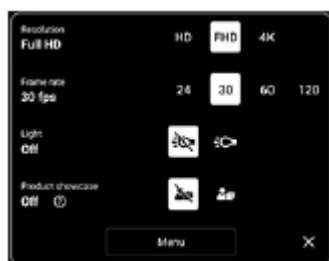 Resolution
Full HD
HD FHD 4K
Frame rate
30 fps
24 30 60 120
Light
Off
Product showcase
Off ?
Menu